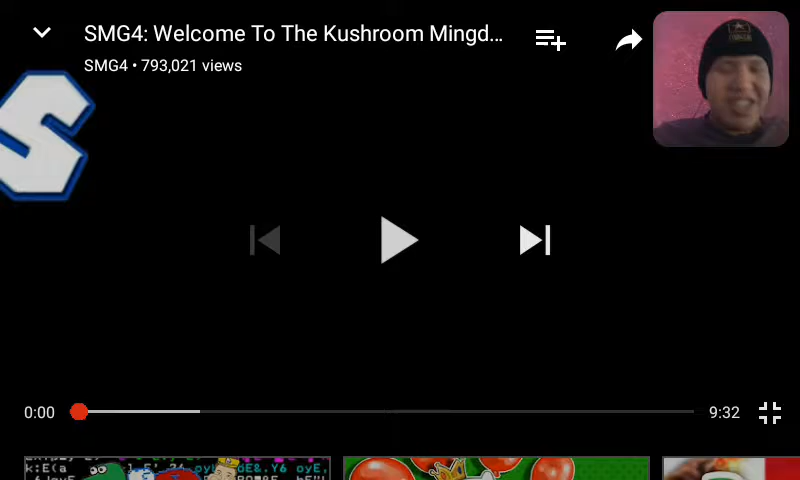 SMG4: Welcome To The Kushroom Mingd...
SMG4 • 793,021 views
S
0:00
9:32